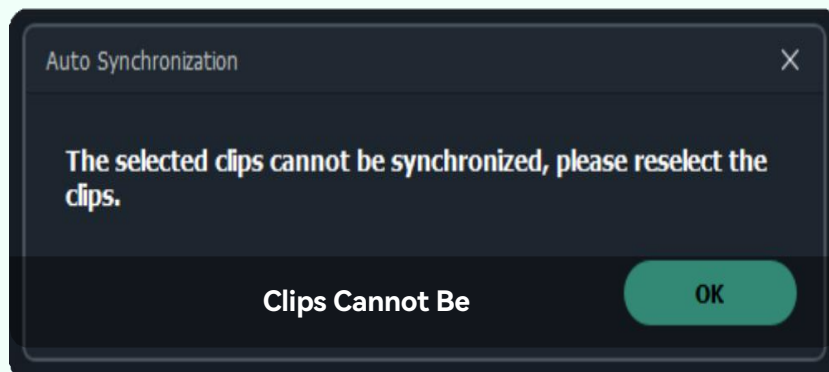 Auto Synchronization
The selected clips cannot be synchronized, please reselect the
clips.
Clips Cannot Be
OK